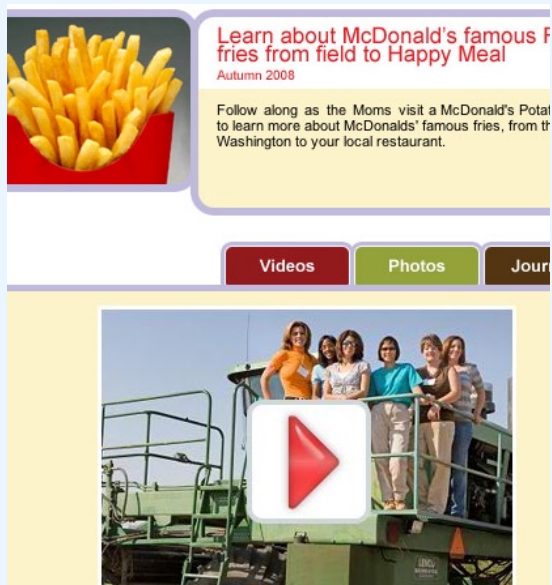 Learn about McDonald's famous F
fries from field to Happy Meal
Autumn 2008
Follow along as the Moms visit a McDonald's Potat
to learn more about McDonalds' famous fries, from th
Washington to your local restaurant.
Videos
Photos
Journ